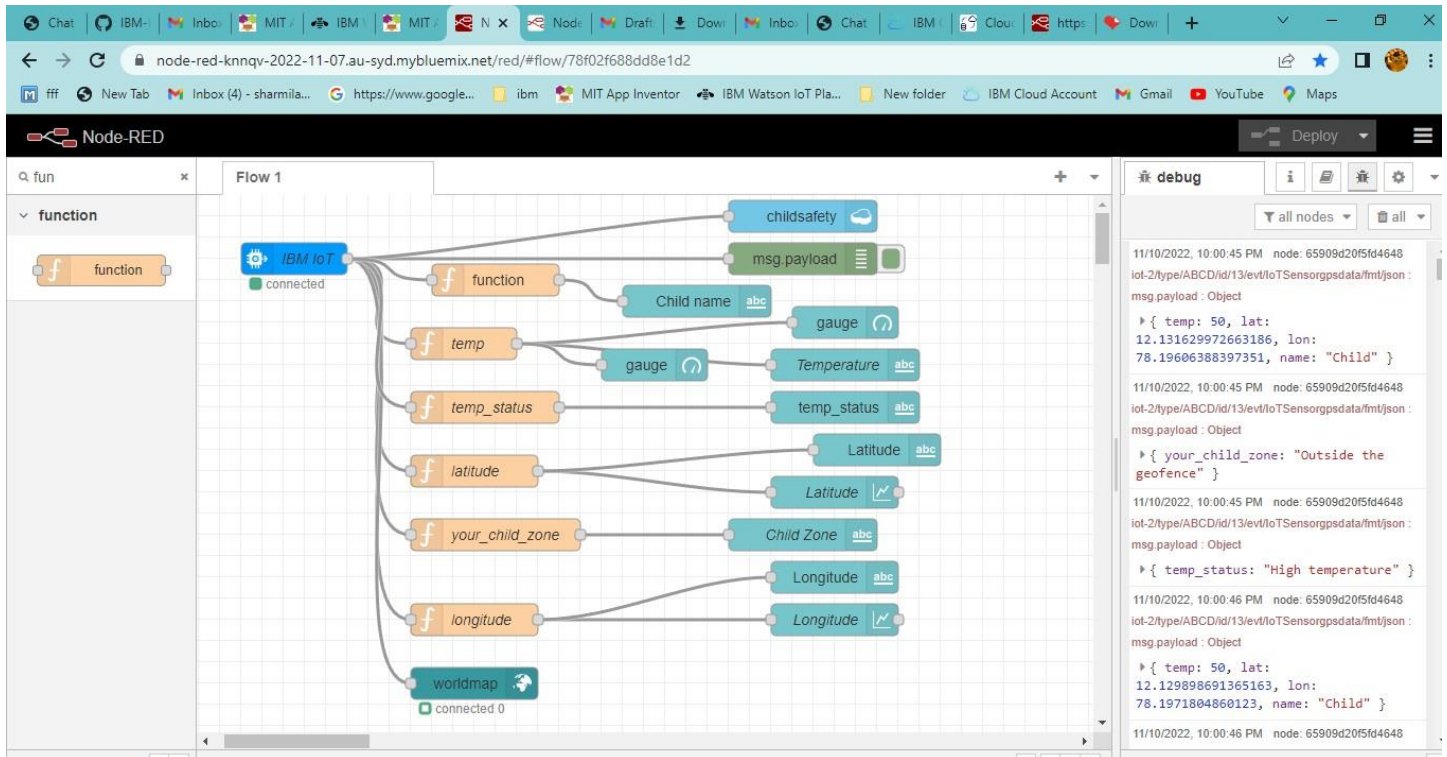 Chat
IBM-
Inbo
MIT
IBM
MIT
N
Node
Draft
Dow
Inbo
Chat
IBM
Clou
https
Dow
node-red-knnqv-2022-11-07.au-syd.mybluemix.net/red/#flow/78f02f688dd8e1d2
fff New Tab Inbox (4) - sharmila... https://www.google... ibm MIT App Inventor IBM Watson IoT Pla... New folder IBM Cloud Account Gmail YouTube Maps
Node-RED
Deploy
fun
function
function
Flow 1
childsafety
IBM IoT
connected
msg.payload
function
Child name abc
gauge
temp
gauge
Temperature abc
temp_status
temp_status abc
Latitude abc
latitude
Latitude
your_child_zone
Child Zone abc
Longitude abc
longitude
Longitude
worldmap
connected 0
debug
all nodes
all
11/10/2022, 10:00:45 PM node: 65909d20f5fd4648
iot-2/type/ABCD/id/13/evt/IoTSensorgpsdata/fmt/json :
msg.payload : Object
{ temp: 50, lat:
12.131629972663186, lon:
78.19606388397351, name: "Child" }
11/10/2022, 10:00:45 PM node: 65909d20f5fd4648
iot-2/type/ABCD/id/13/evt/IoTSensorgpsdata/fmt/json :
msg.payload : Object
{ your_child_zone: "Outside the
geofence" }
11/10/2022, 10:00:45 PM node: 65909d20f5fd4648
iot-2/type/ABCD/id/13/evt/IoTSensorgpsdata/fmt/json :
msg.payload : Object
{ temp_status: "High temperature" }
11/10/2022, 10:00:46 PM node: 65909d20f5fd4648
iot-2/type/ABCD/id/13/evt/IoTSensorgpsdata/fmt/json :
msg.payload : Object
{ temp: 50, lat:
12.129898691365163, lon:
78.1971804860123, name: "Child" }
11/10/2022, 10:00:46 PM node: 65909d20f5fd4648